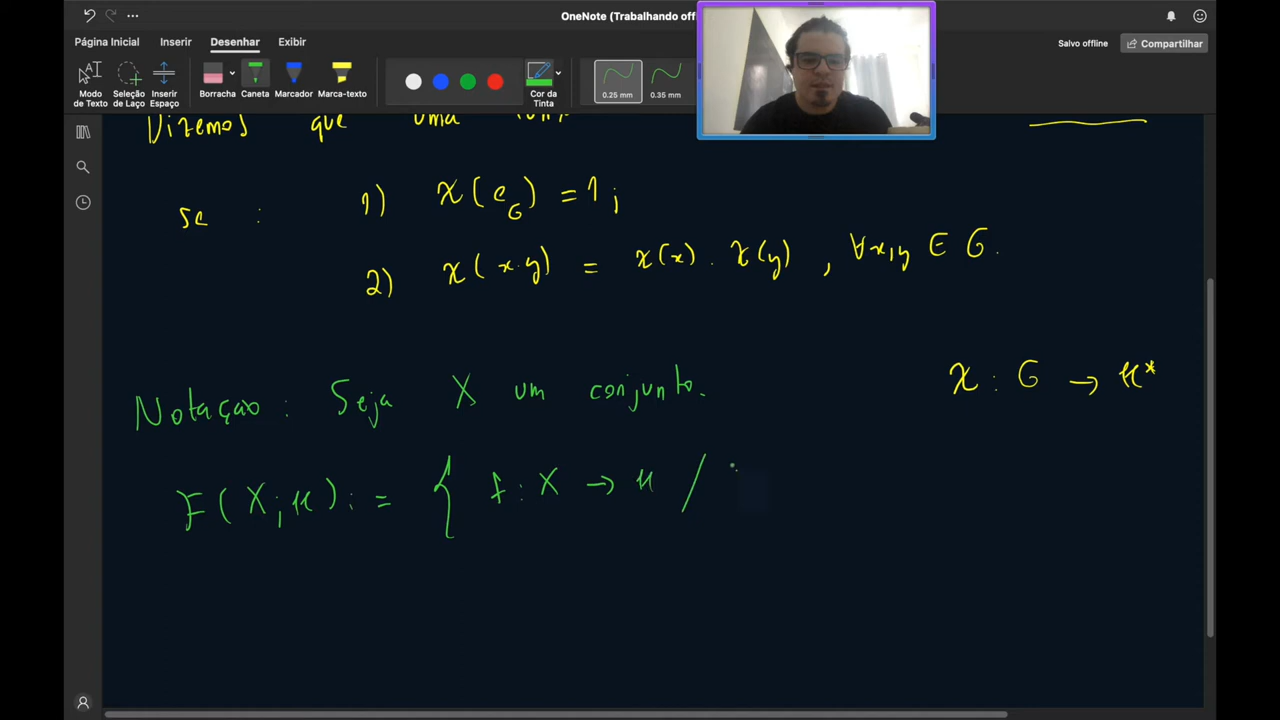 OneNote (Trabalhando off
Página Inicial Inserir Desenhar Exibir
Salvo offline Compartilhar
Modo de Texto Seleção de Laço Inserir Espaço Borracha Caneta Marcador Marca-texto Cor da Tinta 0.25 mm 0.35 mm
Dizemos que uma
se : 1) χ(e_G) = 1;
2) χ(x·y) = χ(x) · χ(y), ∀x,y ∈ G.
χ : G → K*
Notação: Seja X um conjunto.
F(X; K) := { f: X → K /